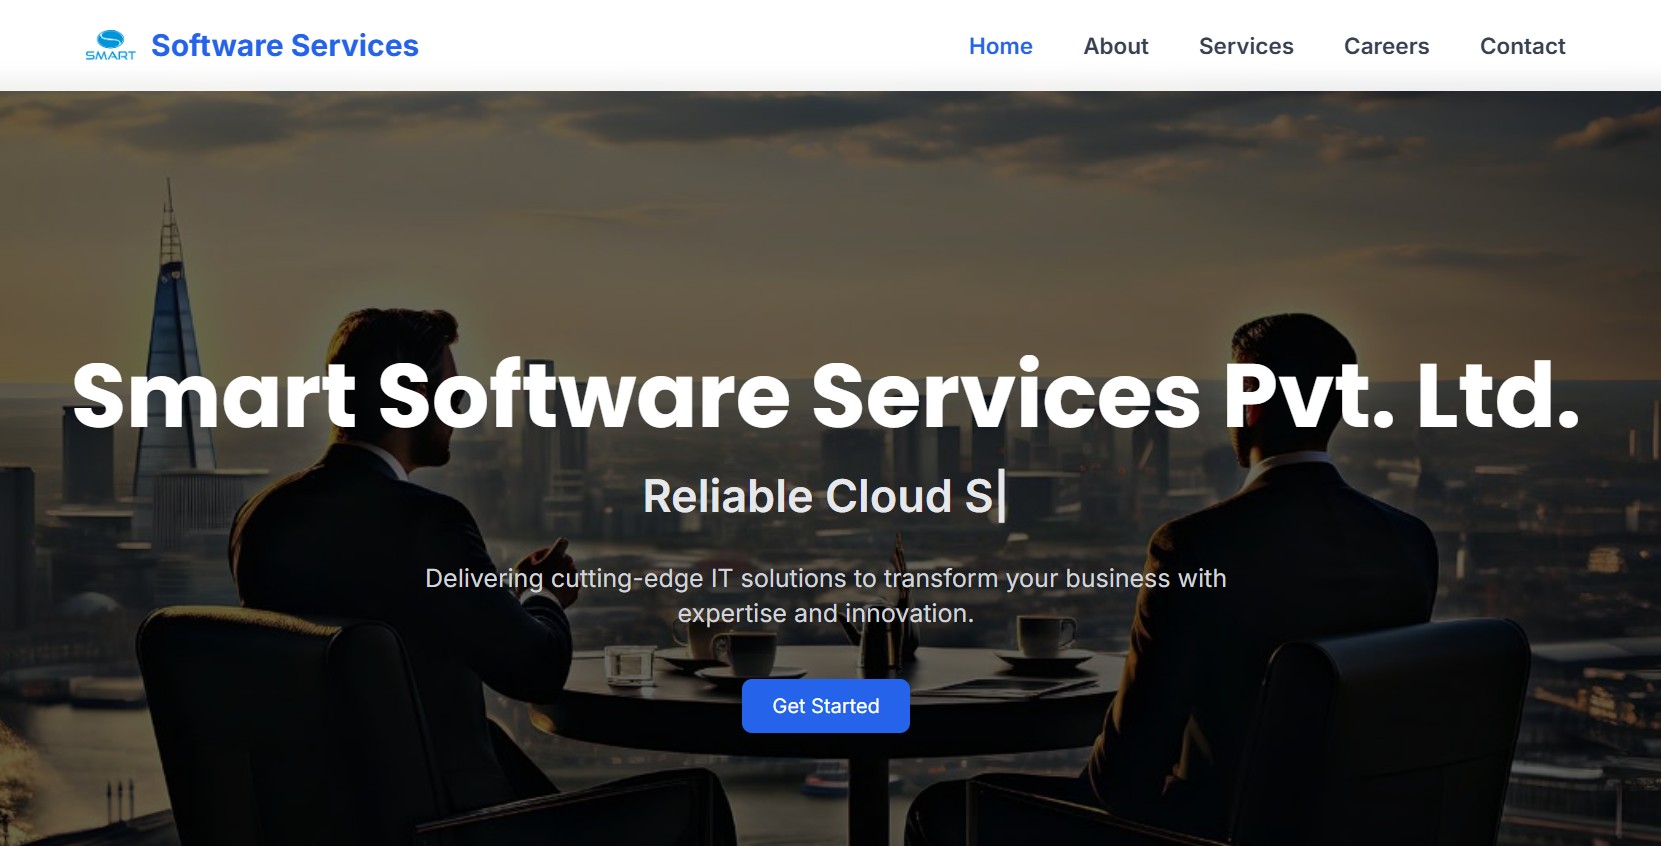 SMART
Software Services
Home
About
Services
Careers
Contact
Smart Software Services Pvt. Ltd.
Reliable Cloud S
Delivering cutting-edge IT solutions to transform your business with
expertise and innovation.
Get Started